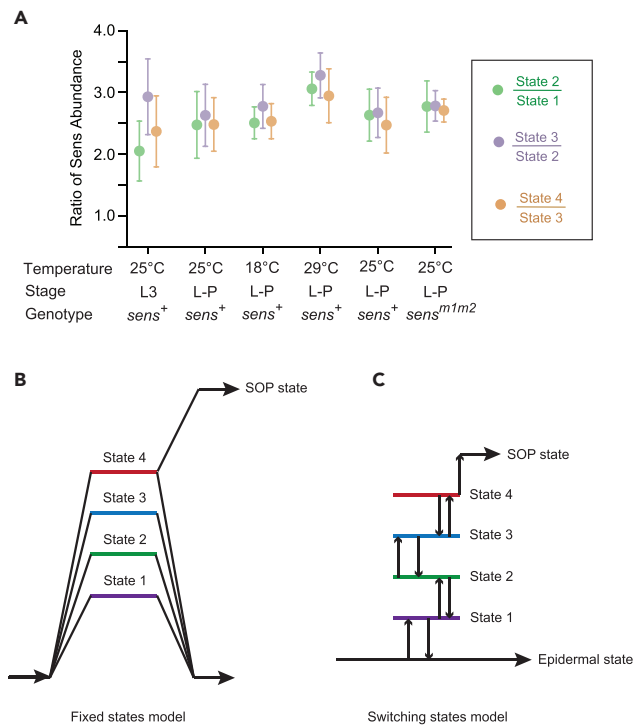 A
4.0
3.0
2.0
1.0
Ratio of Sens Abundance
State 2
State 1
State 3
State 2
State 4
State 3
Temperature 25°C 25°C 18°C 29°C 25°C 25°C
Stage L3 L-P L-P L-P L-P L-P
Genotype sens+ sens+ sens+ sens+ sens+ sensm1m2
B
SOP state
State 4
State 3
State 2
State 1
Fixed states model
C
SOP state
State 4
State 3
State 2
State 1
Epidermal state
Switching states model